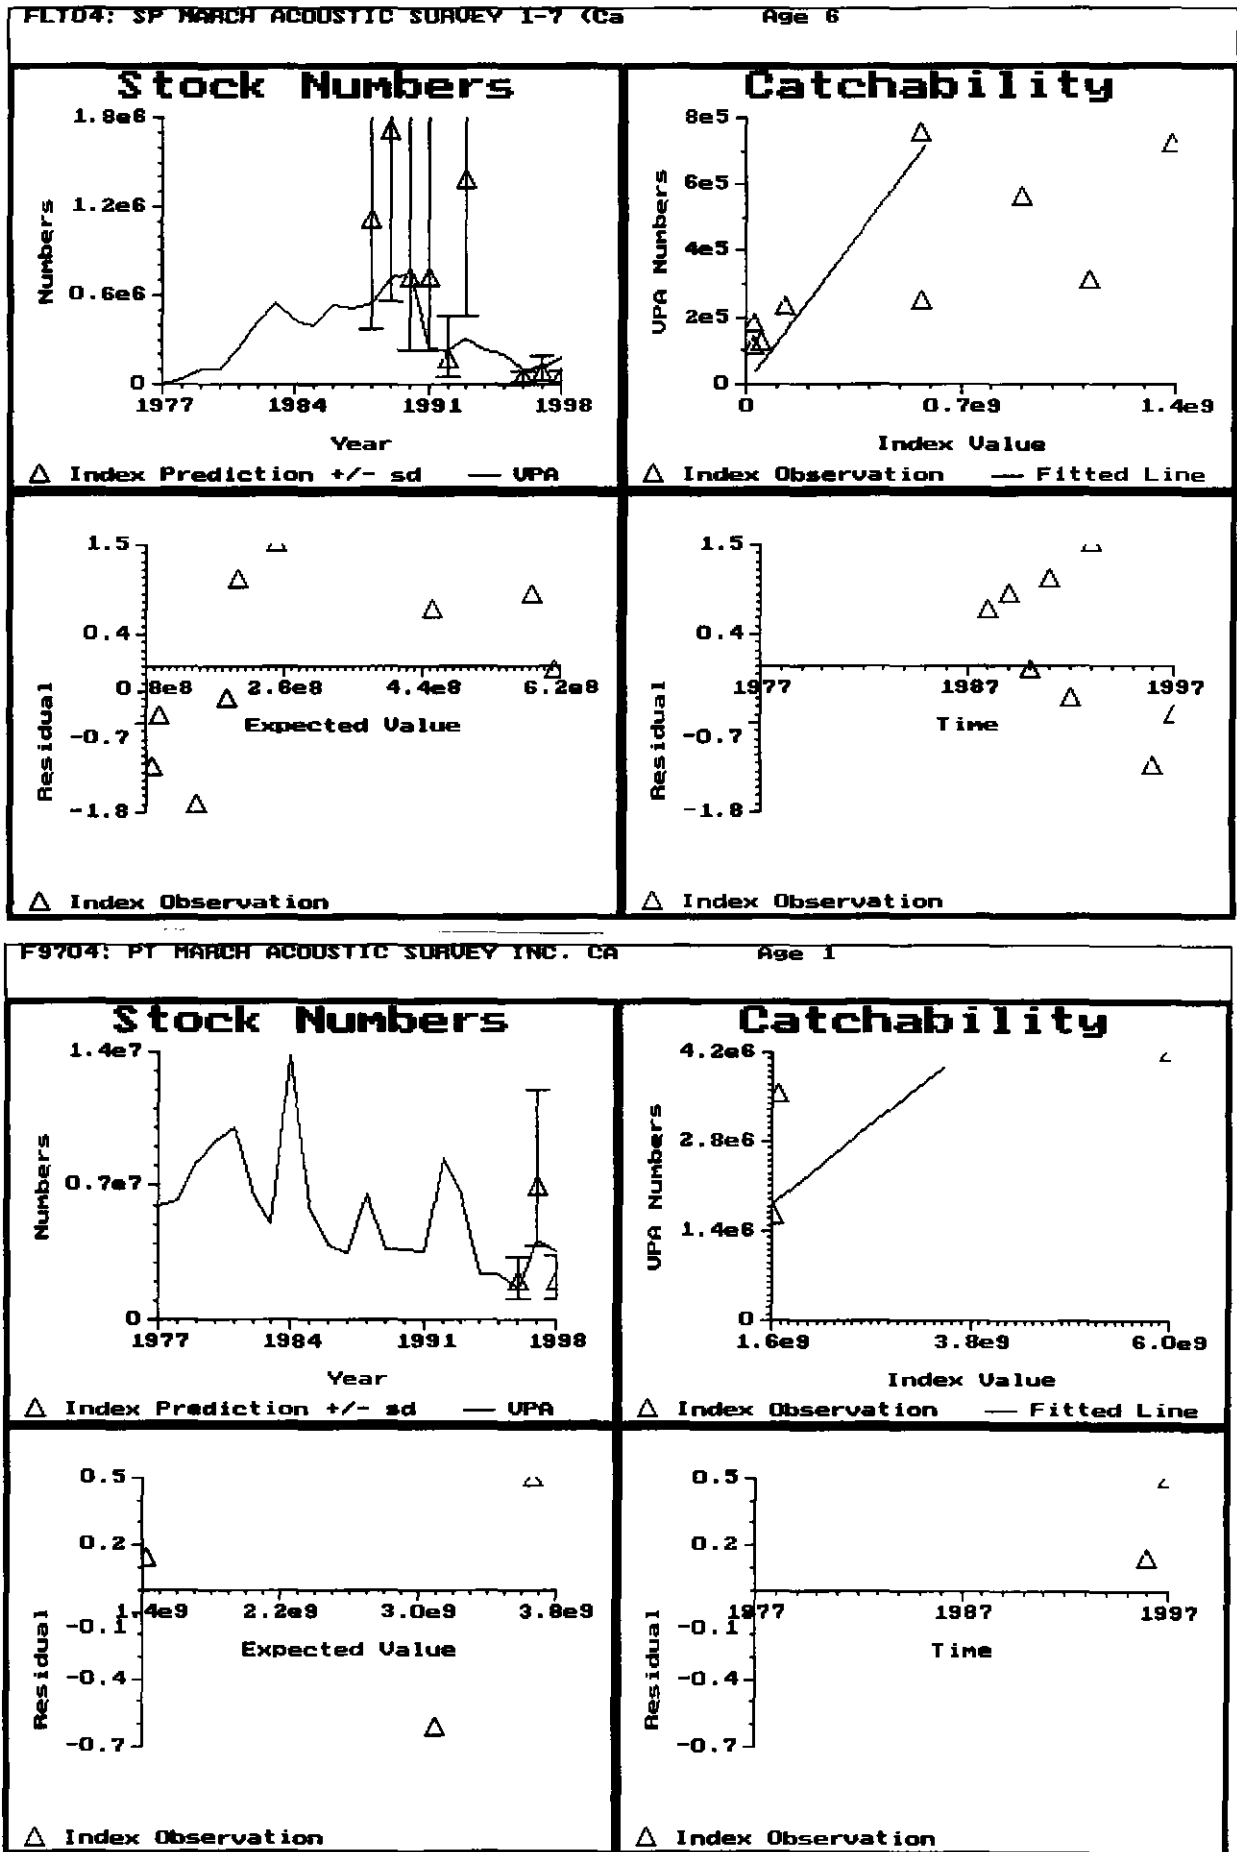 FLT04: SP MARCH ACOUSTIC SURVEY 1-7 (Ca Age 6
Stock Numbers
1.8e6
1.2e6
0.6e6
0
Numbers
1977 1984 1991 1998
Year
△ Index Prediction +/- sd — VPA
Catchability
8e5
6e5
4e5
2e5
0
VPA Numbers
0 0.7e9 1.4e9
Index Value
△ Index Observation — Fitted Line
1.5
0.4
-0.7
-1.8
Residual
0.8e8 2.6e8 4.4e8 6.2e8
Expected Value
△ Index Observation
1.5
0.4
-0.7
-1.8
Residual
1977 1987 1997
Time
△ Index Observation
F9704: PT MARCH ACOUSTIC SURVEY INC. CA Age 1
Stock Numbers
1.4e7
0.7e7
0
Numbers
1977 1984 1991 1998
Year
△ Index Prediction +/- sd — VPA
Catchability
4.2e6
2.8e6
1.4e6
0
VPA Numbers
1.6e9 3.8e9 6.0e9
Index Value
△ Index Observation — Fitted Line
0.5
0.2
-0.1
-0.4
-0.7
Residual
1.4e9 2.2e9 3.0e9 3.8e9
Expected Value
△ Index Observation
0.5
0.2
-0.1
-0.4
-0.7
Residual
1977 1987 1997
Time
△ Index Observation